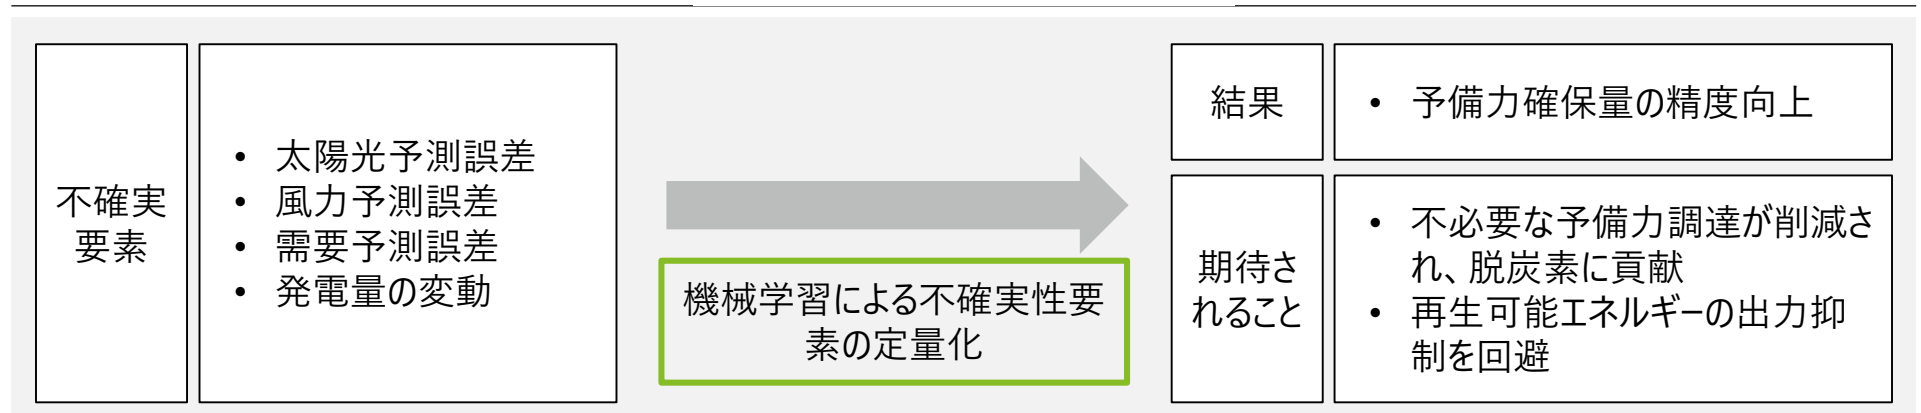 不確実
要素
• 太陽光予測誤差
• 風力予測誤差
• 需要予測誤差
• 発電量の変動
機械学習による不確実性要
素の定量化
結果
• 予備力確保量の精度向上
期待さ
れること
• 不必要な予備力調達が削減さ
れ、脱炭素に貢献
• 再生可能エネルギーの出力抑
制を回避